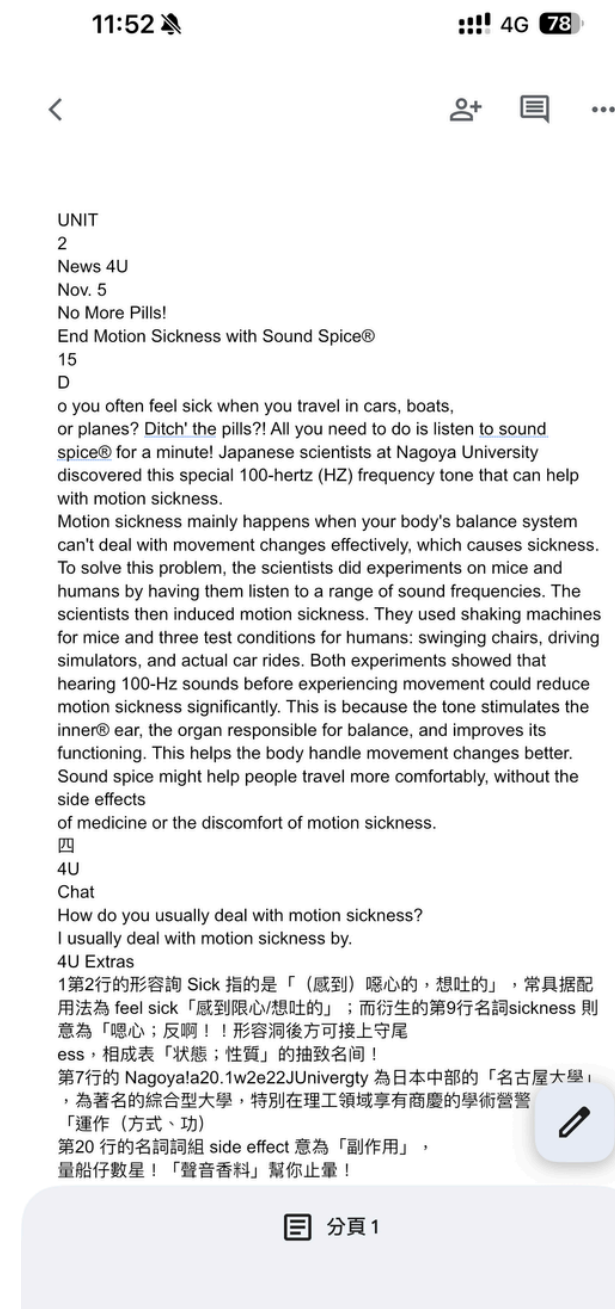 11:52
4G 78
UNIT
2
News 4U
Nov. 5
No More Pills!
End Motion Sickness with Sound Spice®
15
D
o you often feel sick when you travel in cars, boats,
or planes? Ditch' the pills?! All you need to do is listen to sound
spice® for a minute! Japanese scientists at Nagoya University
discovered this special 100-hertz (HZ) frequency tone that can help
with motion sickness.
Motion sickness mainly happens when your body's balance system
can't deal with movement changes effectively, which causes sickness.
To solve this problem, the scientists did experiments on mice and
humans by having them listen to a range of sound frequencies. The
scientists then induced motion sickness. They used shaking machines
for mice and three test conditions for humans: swinging chairs, driving
simulators, and actual car rides. Both experiments showed that
hearing 100-Hz sounds before experiencing movement could reduce
motion sickness significantly. This is because the tone stimulates the
inner® ear, the organ responsible for balance, and improves its
functioning. This helps the body handle movement changes better.
Sound spice might help people travel more comfortably, without the
side effects
of medicine or the discomfort of motion sickness.
四
4U
Chat
How do you usually deal with motion sickness?
I usually deal with motion sickness by.
4U Extras
1第2行的形容詢 Sick 指的是「（感到）噁心的，想吐的」，常具据配
用法為 feel sick「感到限心/想吐的」；而衍生的第9行名詞sickness 則
意為「嗯心；反啊！！形容洞後方可接上守尾
ess，相成表「状態；性質」的抽致名间！
第7行的 Nagoya!a20.1w2e22JUnivergty 為日本中部的「名古屋大學」
，為著名的綜合型大學，特別在理工領域享有商慶的學術營警
「運作（方式、功）
第20 行的名詞詞組 side effect 意為「副作用」，
量船仔數星！「聲音香料」幫你止暈！
分頁 1